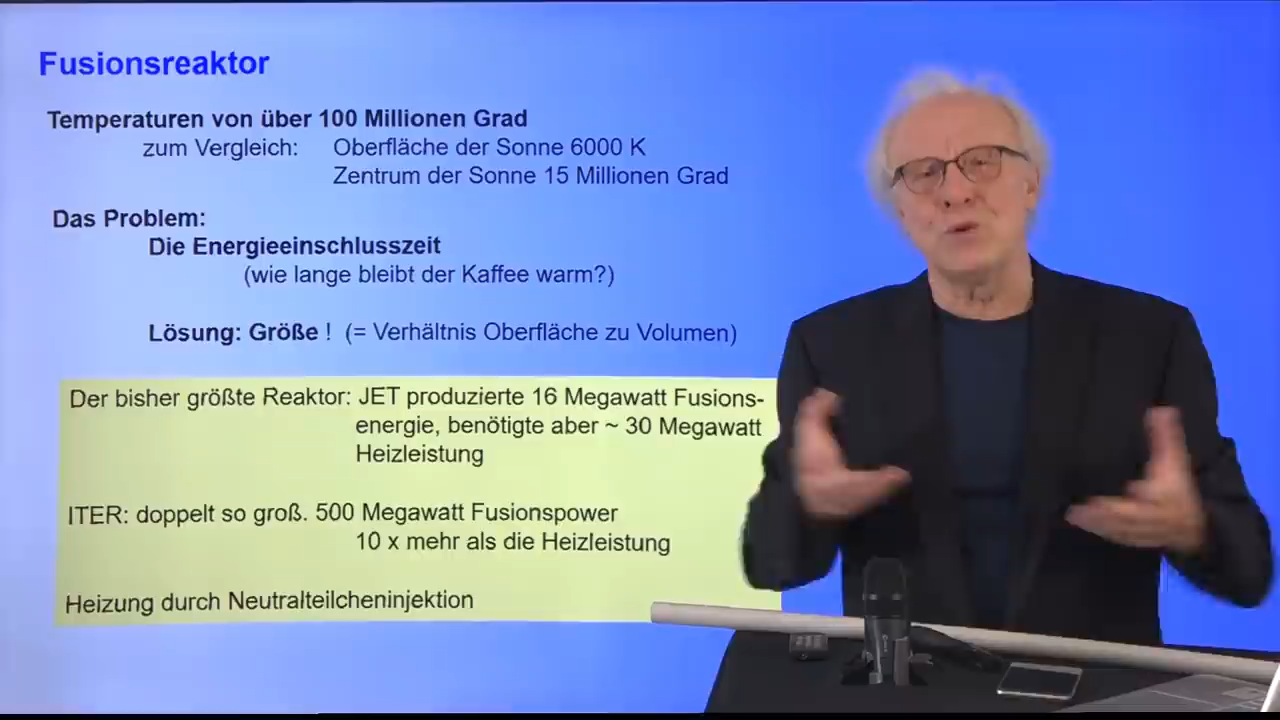 Fusionsreaktor
Temperaturen von über 100 Millionen Grad
zum Vergleich: Oberfläche der Sonne 6000 K
Zentrum der Sonne 15 Millionen Grad
Das Problem:
Die Energieeinschlusszeit
(wie lange bleibt der Kaffee warm?)
Lösung: Größe ! (= Verhältnis Oberfläche zu Volumen)
Der bisher größte Reaktor: JET produzierte 16 Megawatt Fusions-
energie, benötigte aber ~ 30 Megawatt
Heizleistung
ITER: doppelt so groß. 500 Megawatt Fusionspower
10 x mehr als die Heizleistung
Heizung durch Neutralteilcheninjektion